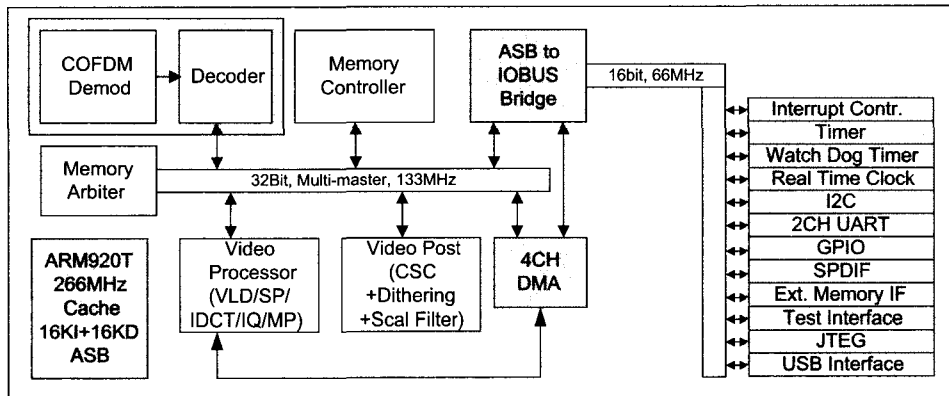 COFDM
Demod
Decoder
Memory
Controller
ASB to
IOBUS
Bridge
16bit, 66MHz
Memory
Arbiter
32Bit, Multi-master, 133MHz
ARM920T
266MHz
Cache
16KI+16KD
ASB
Video
Processor
(VLD/SP/
IDCT/IQ/MP)
Video Post
(CSC
+Dithering
+Scal Filter)
4CH
DMA
Interrupt Contr.
Timer
Watch Dog Timer
Real Time Clock
I2C
2CH UART
GPIO
SPDIF
Ext. Memory IF
Test Interface
JTEG
USB Interface